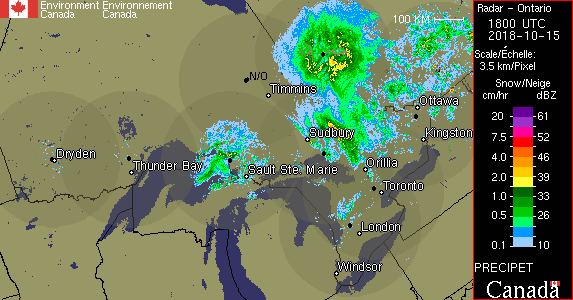 Environment Environnement
Canada Canada
100 KM
N/O
Timmins
Ottawa
Sudbury
Kingston
Dryden
Thunder Bay
Sault Ste. Marie
Orillia
Toronto
London
Windsor
Radar - Ontario
1800 UTC
2018-10-15
Scale/Échelle:
3.5 km/Pixel
Snow/Neige
cm/hr dBZ
20 61
7.5 52
4.0 46
2.0 39
1.0 33
0.5 26
0.1 10
PRECIPET
Canada